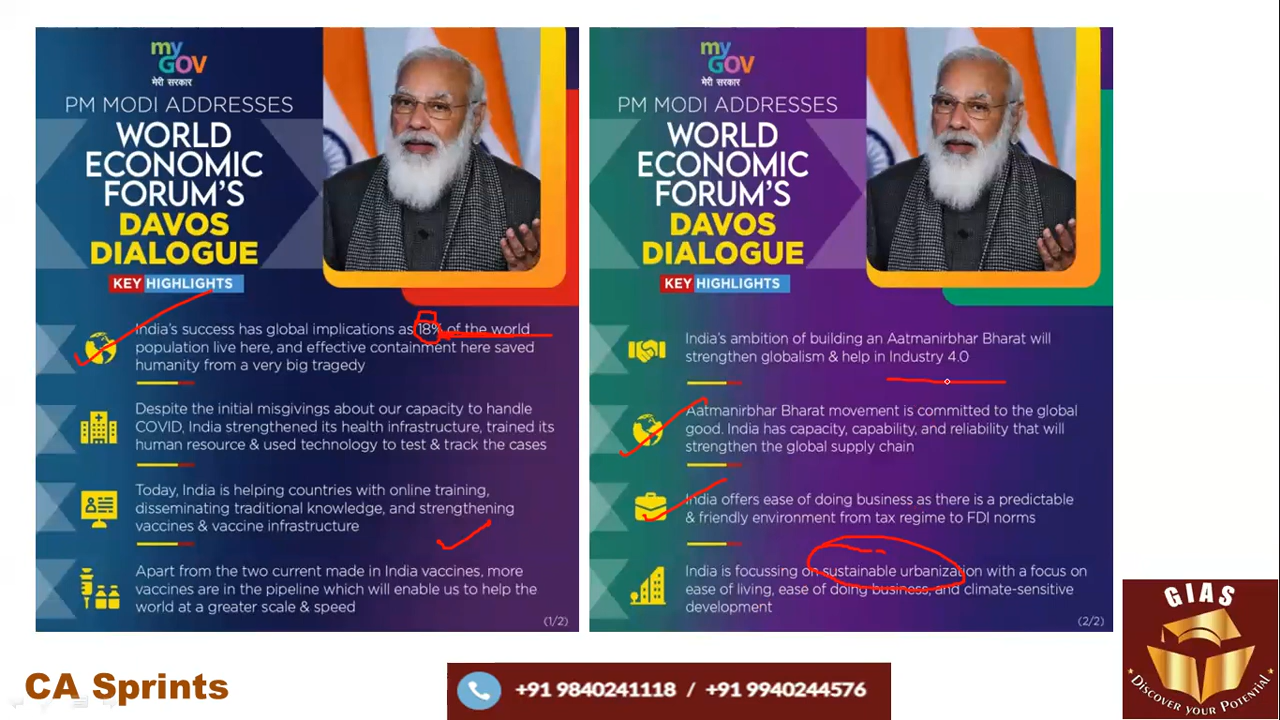 my
GOV
मेरी सरकार
PM MODI ADDRESSES
WORLD
ECONOMIC
FORUM'S
DAVOS
DIALOGUE
KEY HIGHLIGHTS
India's success has global implications as 18% of the world
population live here, and effective containment here saved
humanity from a very big tragedy
Despite the initial misgivings about our capacity to handle
COVID, India strengthened its health infrastructure, trained its
human resource & used technology to test & track the cases
Today, India is helping countries with online training,
disseminating traditional knowledge, and strengthening
vaccines & vaccine infrastructure
Apart from the two current made in India vaccines, more
vaccines are in the pipeline which will enable us to help the
world at a greater scale & speed
(1/2)
my
GOV
मेरी सरकार
PM MODI ADDRESSES
WORLD
ECONOMIC
FORUM'S
DAVOS
DIALOGUE
KEY HIGHLIGHTS
India's ambition of building an Aatmanirbhar Bharat will
strengthen globalism & help in Industry 4.0
Aatmanirbhar Bharat movement is committed to the global
good. India has capacity, capability, and reliability that will
strengthen the global supply chain
India offers ease of doing business as there is a predictable
& friendly environment from tax regime to FDI norms
India is focussing on sustainable urbanization with a focus on
ease of living, ease of doing business, and climate-sensitive
development
(2/2)
GIAS
DISCOVER YOUR POTENTIAL
CA Sprints
+91 9840241118 / +91 9940244576